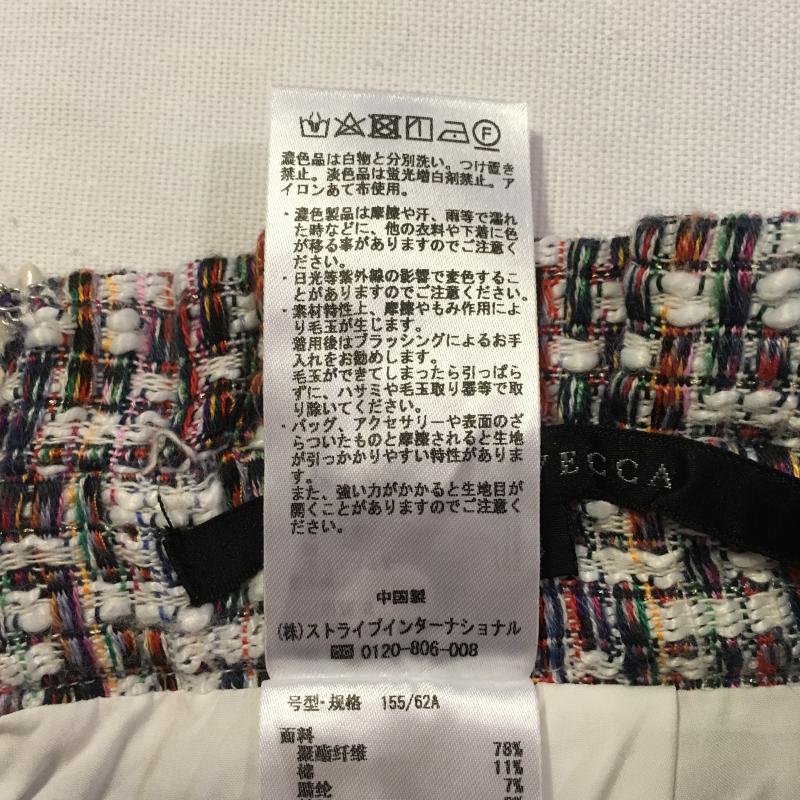 濃色品は白物と分別洗い。つけ置き
禁止。淡色品は蛍光増白剤禁止。ア
イロンあて布使用。
・濃色製品は摩擦や汗、雨等で濡れ
た時などに、他の衣料や下着に色
が移る事がありますのでご注意く
ださい。
・日光等紫外線の影響で変色するこ
とがありますのでご注意ください。
・素材特性上、摩擦やもみ作用によ
り毛玉が生じます。
着用後はブラッシングによるお手
入れをお勧めします。
毛玉ができてしまったら引っぱら
ずに、ハサミや毛玉取り器等で取
り除いてください。
・バッグ、アクセサリーや表面のざ
らついたものと摩擦されると生地
が引っかかりやすい特性がありま
す。
また、強い力がかかると生地目が
開くことがありますのでご注意く
ださい。
VECCA
中国製
(株)ストライプインターナショナル
0120-806-008
号型·规格 155/62A
面料
聚酯纤维 78%
棉 11%
腈纶 7%